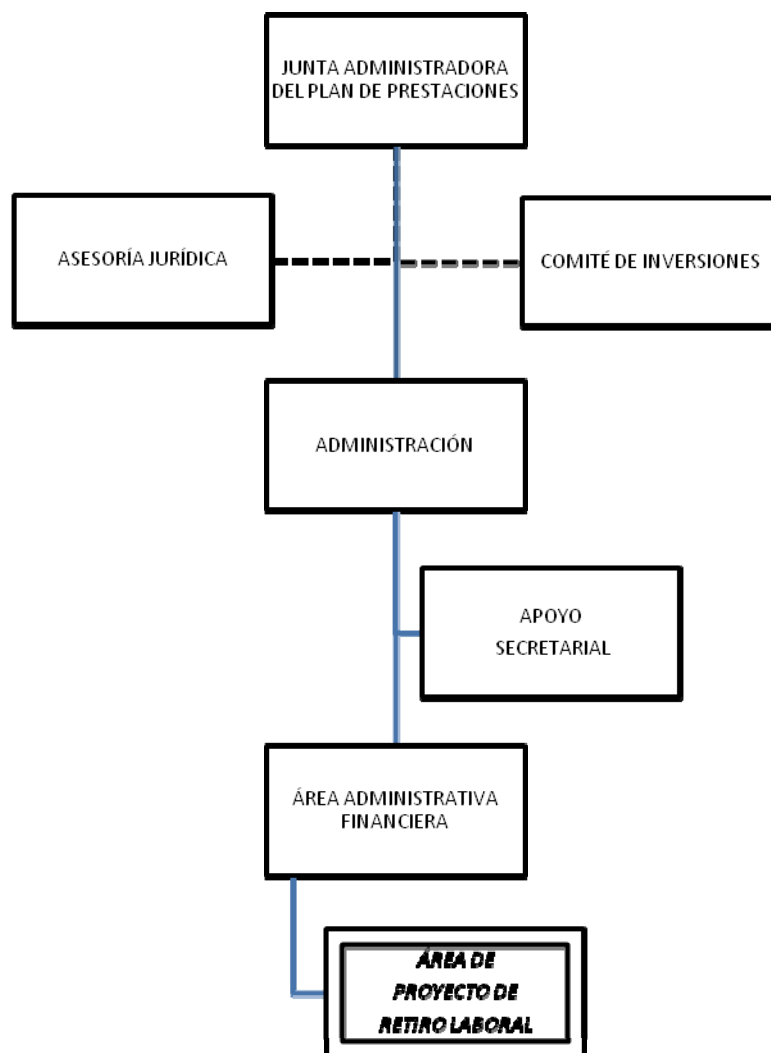 JUNTA ADMINISTRADORA
DEL PLAN DE PRESTACIONES
ASESORÍA JURÍDICA
COMITÉ DE INVERSIONES
ADMINISTRACIÓN
APOYO
SECRETARIAL
ÁREA ADMINISTRATIVA
FINANCIERA
ÁREA DE
PROYECTO DE
RETIRO LABORAL